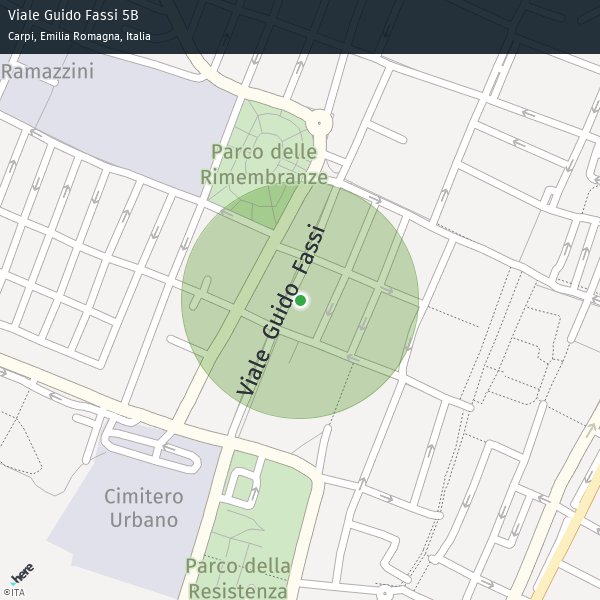 Viale Guido Fassi 5B
Carpi, Emilia Romagna, Italia
Ramazzini
Parco delle
Rimembranze
Viale Guido Fassi
Cimitero
Urbano
Parco della
Resistenza
here
©ITA